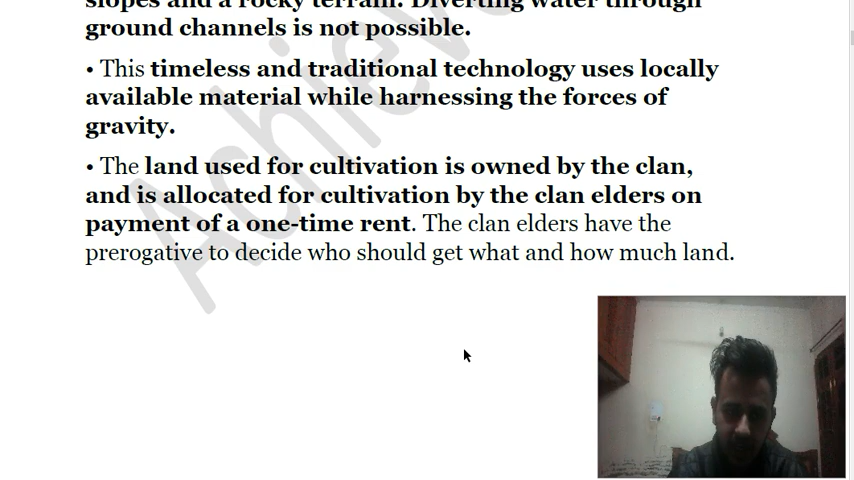 slopes and a rocky terrain. Diverting water through
ground channels is not possible.
• This timeless and traditional technology uses locally
available material while harnessing the forces of
gravity.
• The land used for cultivation is owned by the clan,
and is allocated for cultivation by the clan elders on
payment of a one-time rent. The clan elders have the
prerogative to decide who should get what and how much land.